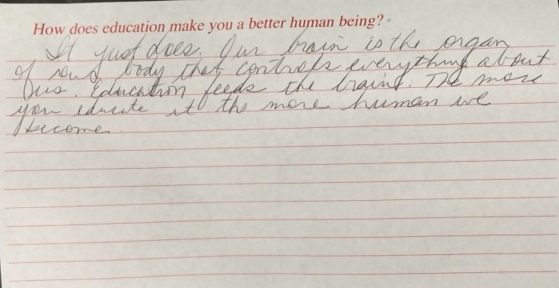 How does education make you a better human being?
It just does. Our brain is the organ
of our body that controls everything about
us. Education feeds the brain. The more
you educate it the more human we
become.